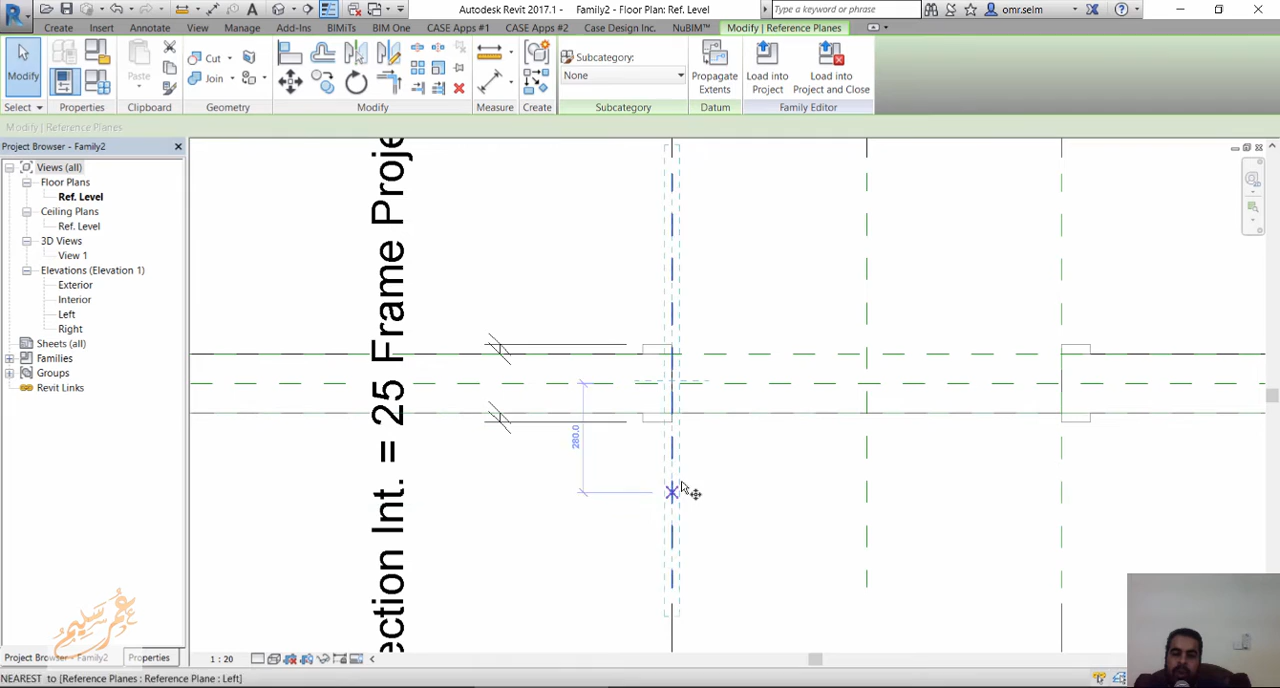 Autodesk Revit 2017.1 - Family2 - Floor Plan: Ref. Level
Type a keyword or phrase
omr.selm
Create Insert Annotate View Manage Add-Ins BIMiTs BIM One CASE Apps #1 CASE Apps #2 Case Design Inc. NuBIM™ Modify | Reference Planes
Modify
Paste
Cut
Join
Subcategory:
None
Propagate
Extents
Load into
Project
Load into
Project and Close
Select Properties Clipboard Geometry Modify Measure Create Subcategory Datum Family Editor
Modify | Reference Planes
Project Browser - Family2
Views (all)
Floor Plans
Ref. Level
Ceiling Plans
Ref. Level
3D Views
View 1
Elevations (Elevation 1)
Exterior
Interior
Left
Right
Sheets (all)
Families
Groups
Revit Links
ection Int. = 25 Frame Proje
280.0
عمر سليم
Project Browser - Family2 Properties
1 : 20
NEAREST to [Reference Planes : Reference Plane : Left]